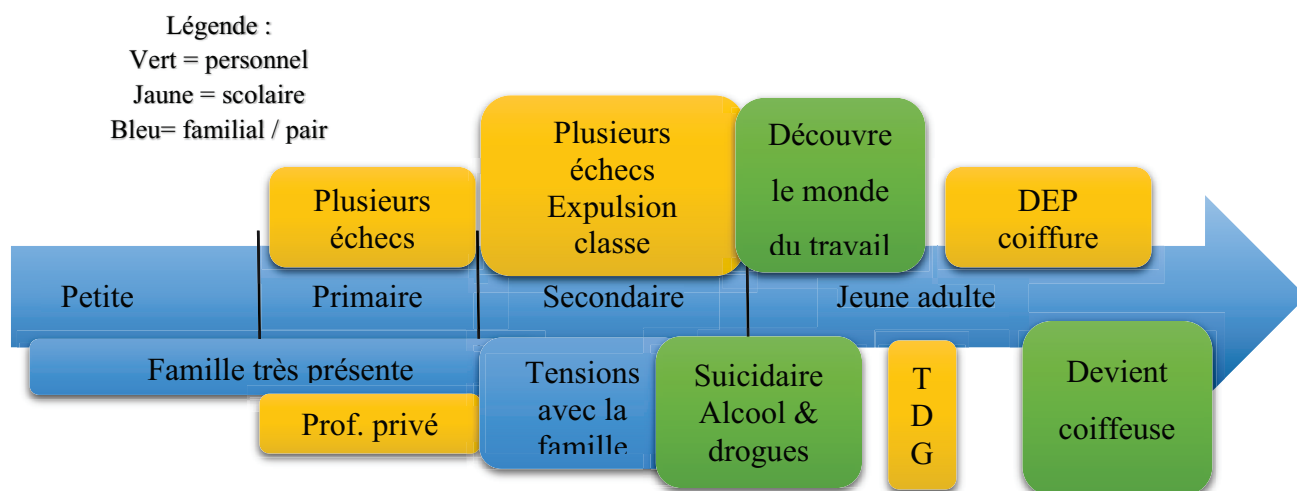 Légende :
Vert = personnel
Jaune = scolaire
Bleu= familial / pair
Plusieurs
échecs
Plusieurs
échecs
Expulsion
classe
Découvre
le monde
du travail
DEP
coiffure
Petite
Primaire
Secondaire
Jeune adulte
Famille très présente
Prof. privé
Tensions
avec la
famille
Suicidaire
Alcool &
drogues
T
D
G
Devient
coiffeuse